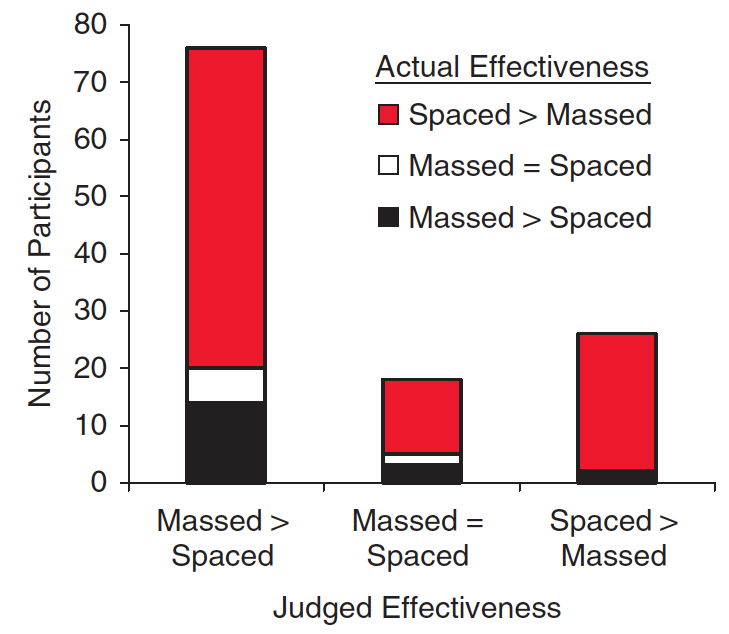 80
70
60
50
40
30
20
10
0
Number of Participants
Actual Effectiveness
Spaced > Massed
Massed = Spaced
Massed > Spaced
Massed >
Spaced
Massed =
Spaced
Spaced >
Massed
Judged Effectiveness